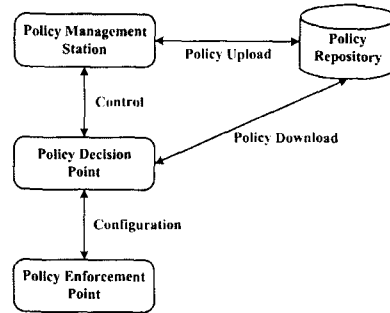 Policy Management
Station
Policy Upload
Policy
Repository
Control
Policy Decision
Point
Policy Download
Configuration
Policy Enforcement
Point